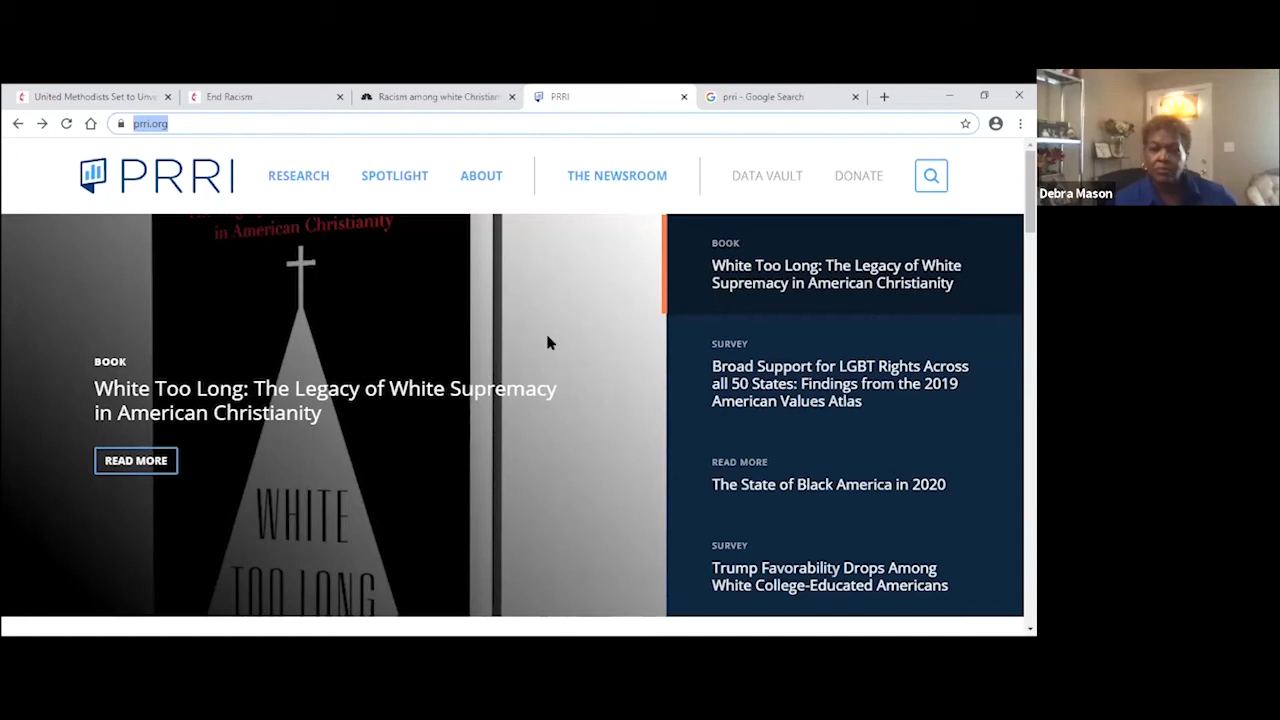 United Methodists Set to Unve
End Racism
Racism among white Christian
PRRI
prri - Google Search
prri.org
PRRI
RESEARCH
SPOTLIGHT
ABOUT
THE NEWSROOM
DATA VAULT
DONATE
Debra Mason
in American Christianity
WHITE
TOO LONG
BOOK
White Too Long: The Legacy of White Supremacy
in American Christianity
READ MORE
BOOK
White Too Long: The Legacy of White
Supremacy in American Christianity
SURVEY
Broad Support for LGBT Rights Across
all 50 States: Findings from the 2019
American Values Atlas
READ MORE
The State of Black America in 2020
SURVEY
Trump Favorability Drops Among
White College-Educated Americans